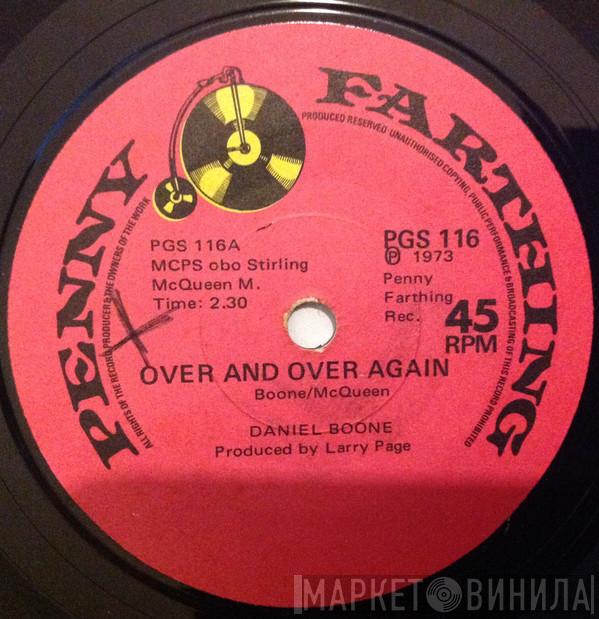 PENNY FARTHING
ALL RIGHTS OF THE RECORD PRODUCER & THE OWNERS OF THE WORK
PRODUCED RESERVED · UNAUTHORISED COPYING, PUBLIC PERFORMANCE & BROADCASTING OF THIS RECORD PROHIBITED
PGS 116A
MCPS obo Stirling
McQueen M.
Time: 2.30
PGS 116
Ⓟ 1973
Penny
Farthing
Rec.
45
RPM
OVER AND OVER AGAIN
Boone/McQueen
DANIEL BOONE
Produced by Larry Page
МАРКЕТ ВИНИЛА